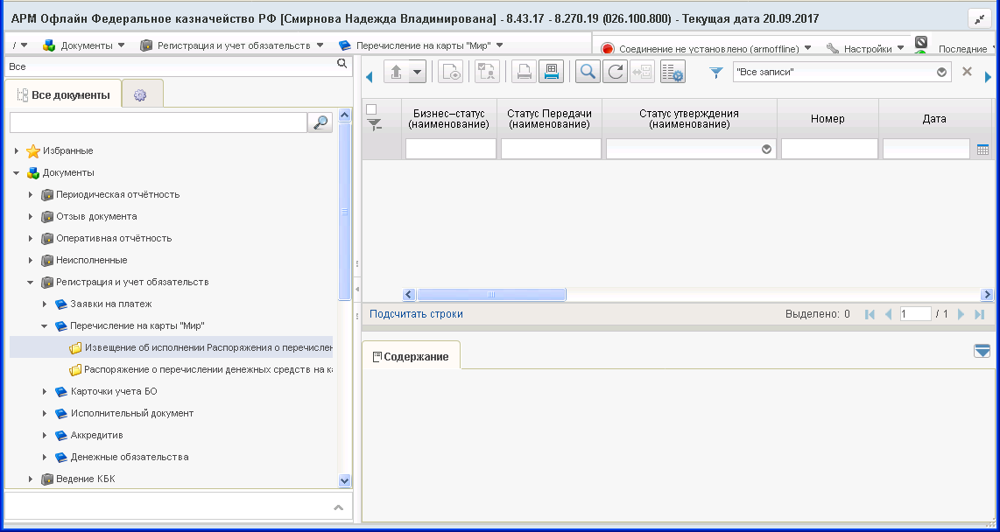 АРМ Офлайн Федеральное казначейство РФ [Смирнова Надежда Владимирована] - 8.43.17 - 8.270.19 (026.100.800) - Текущая дата 20.09.2017
/ Документы Регистрация и учет обязательств Перечисление на карты "Мир" Соединение не установлено (armoffline) Настройки Последние
Все
"Все записи"
Все документы
Бизнес–статус (наименование)
Статус Передачи (наименование)
Статус утверждения (наименование)
Номер
Дата
Избранные
Документы
Периодическая отчётность
Отзыв документа
Оперативная отчётность
Неисполненные
Регистрация и учет обязательств
Заявки на платеж
Перечисление на карты "Мир"
Извещение об исполнении Распоряжения о перечислен
Распоряжение о перечислении денежных средств на к
Карточки учета БО
Исполнительный документ
Аккредитив
Денежные обязательства
Ведение КБК
Подсчитать строки
Выделено: 0
1 / 1
Содержание